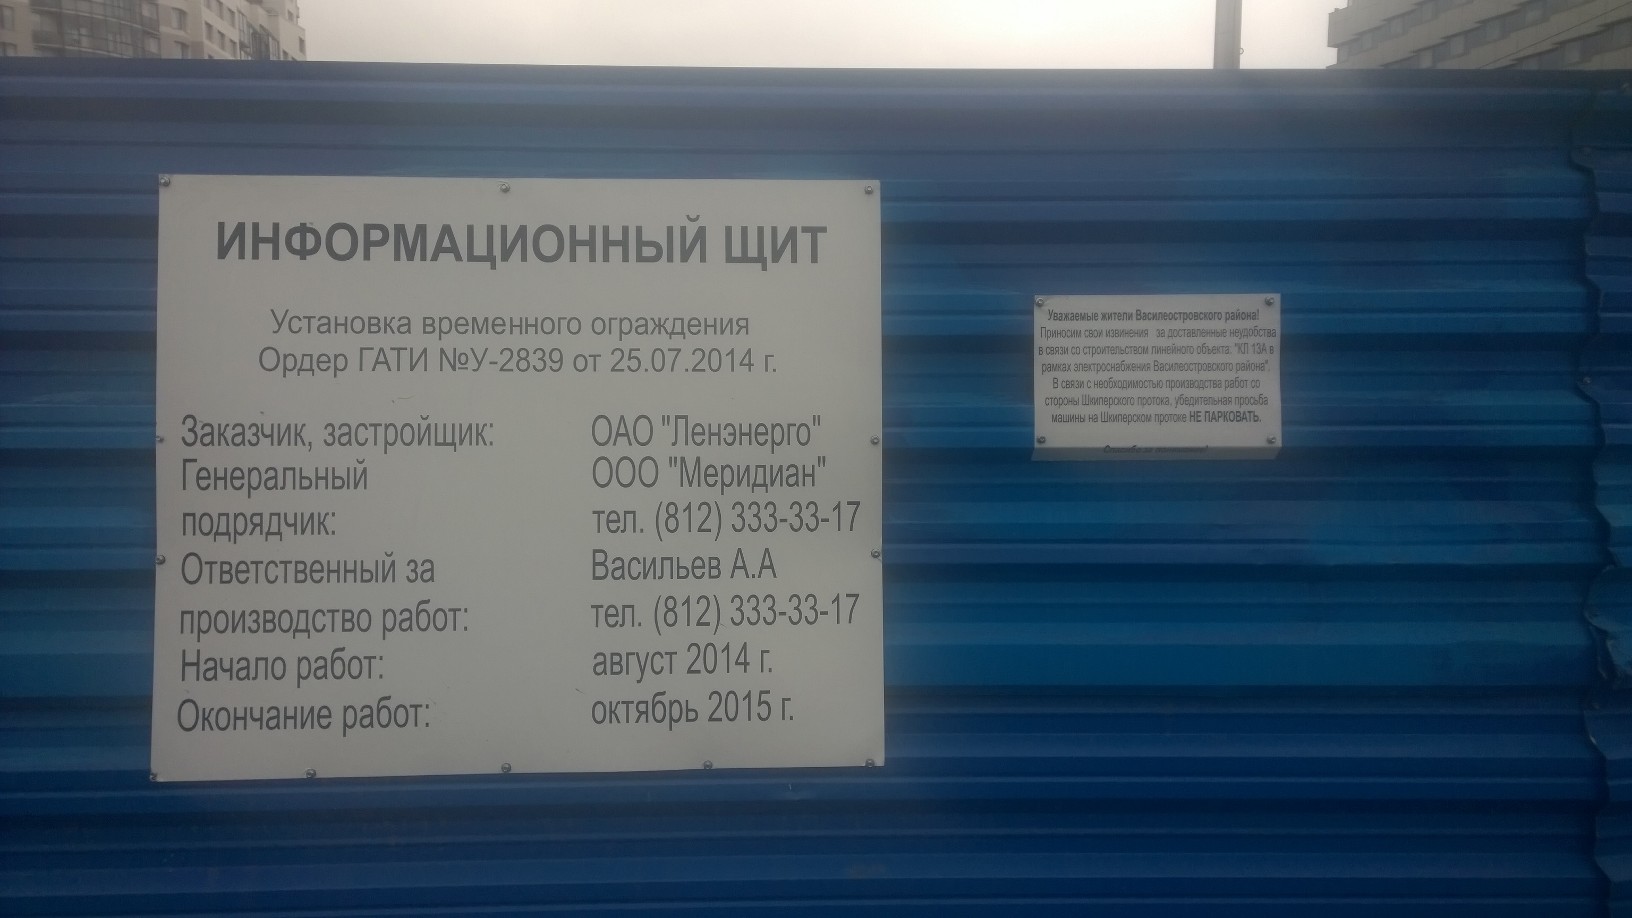 ИНФОРМАЦИОННЫЙ ЩИТ
Установка временного ограждения
Ордер ГАТИ №У-2839 от 25.07.2014 г.
Заказчик, застройщик: ОАО "Ленэнерго"
Генеральный ООО "Меридиан"
подрядчик: тел. (812) 333-33-17
Ответственный за Васильев А.А
производство работ: тел. (812) 333-33-17
Начало работ: август 2014 г.
Окончание работ: октябрь 2015 г.
Уважаемые жители Василеостровского района!
Приносим свои извинения за доставленные неудобства
в связи со строительством линейного объекта: "КЛ 13А в
рамках электроснабжения Василеостровского района".
В связи с необходимостью производства работ со
стороны Шкиперского протока, убедительная просьба
машины на Шкиперском протоке НЕ ПАРКОВАТЬ.